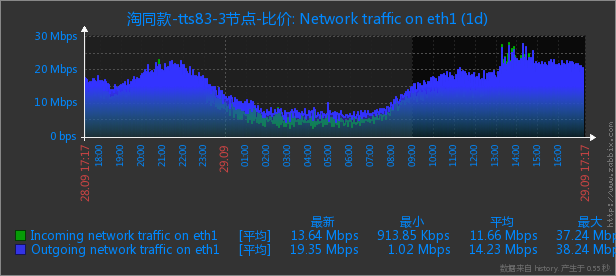 淘同款-tts83-3节点-比价: Network traffic on eth1 (1d)
30 Mbps
20 Mbps
10 Mbps
0 bps
28.09 17:17
18:00
19:00
20:00
21:00
22:00
23:00
29.09
01:00
02:00
03:00
04:00
05:00
06:00
07:00
08:00
09:00
10:00
11:00
12:00
13:00
14:00
15:00
16:00
29.09 17:17
http://www.zabbix.com
最新 最小 平均 最大
Incoming network traffic on eth1 [平均] 13.64 Mbps 913.85 Kbps 11.66 Mbps 37.24 Mbps
Outgoing network traffic on eth1 [平均] 19.35 Mbps 1.02 Mbps 14.23 Mbps 38.24 Mbps
数据来自 history. 产生于 0.30 秒